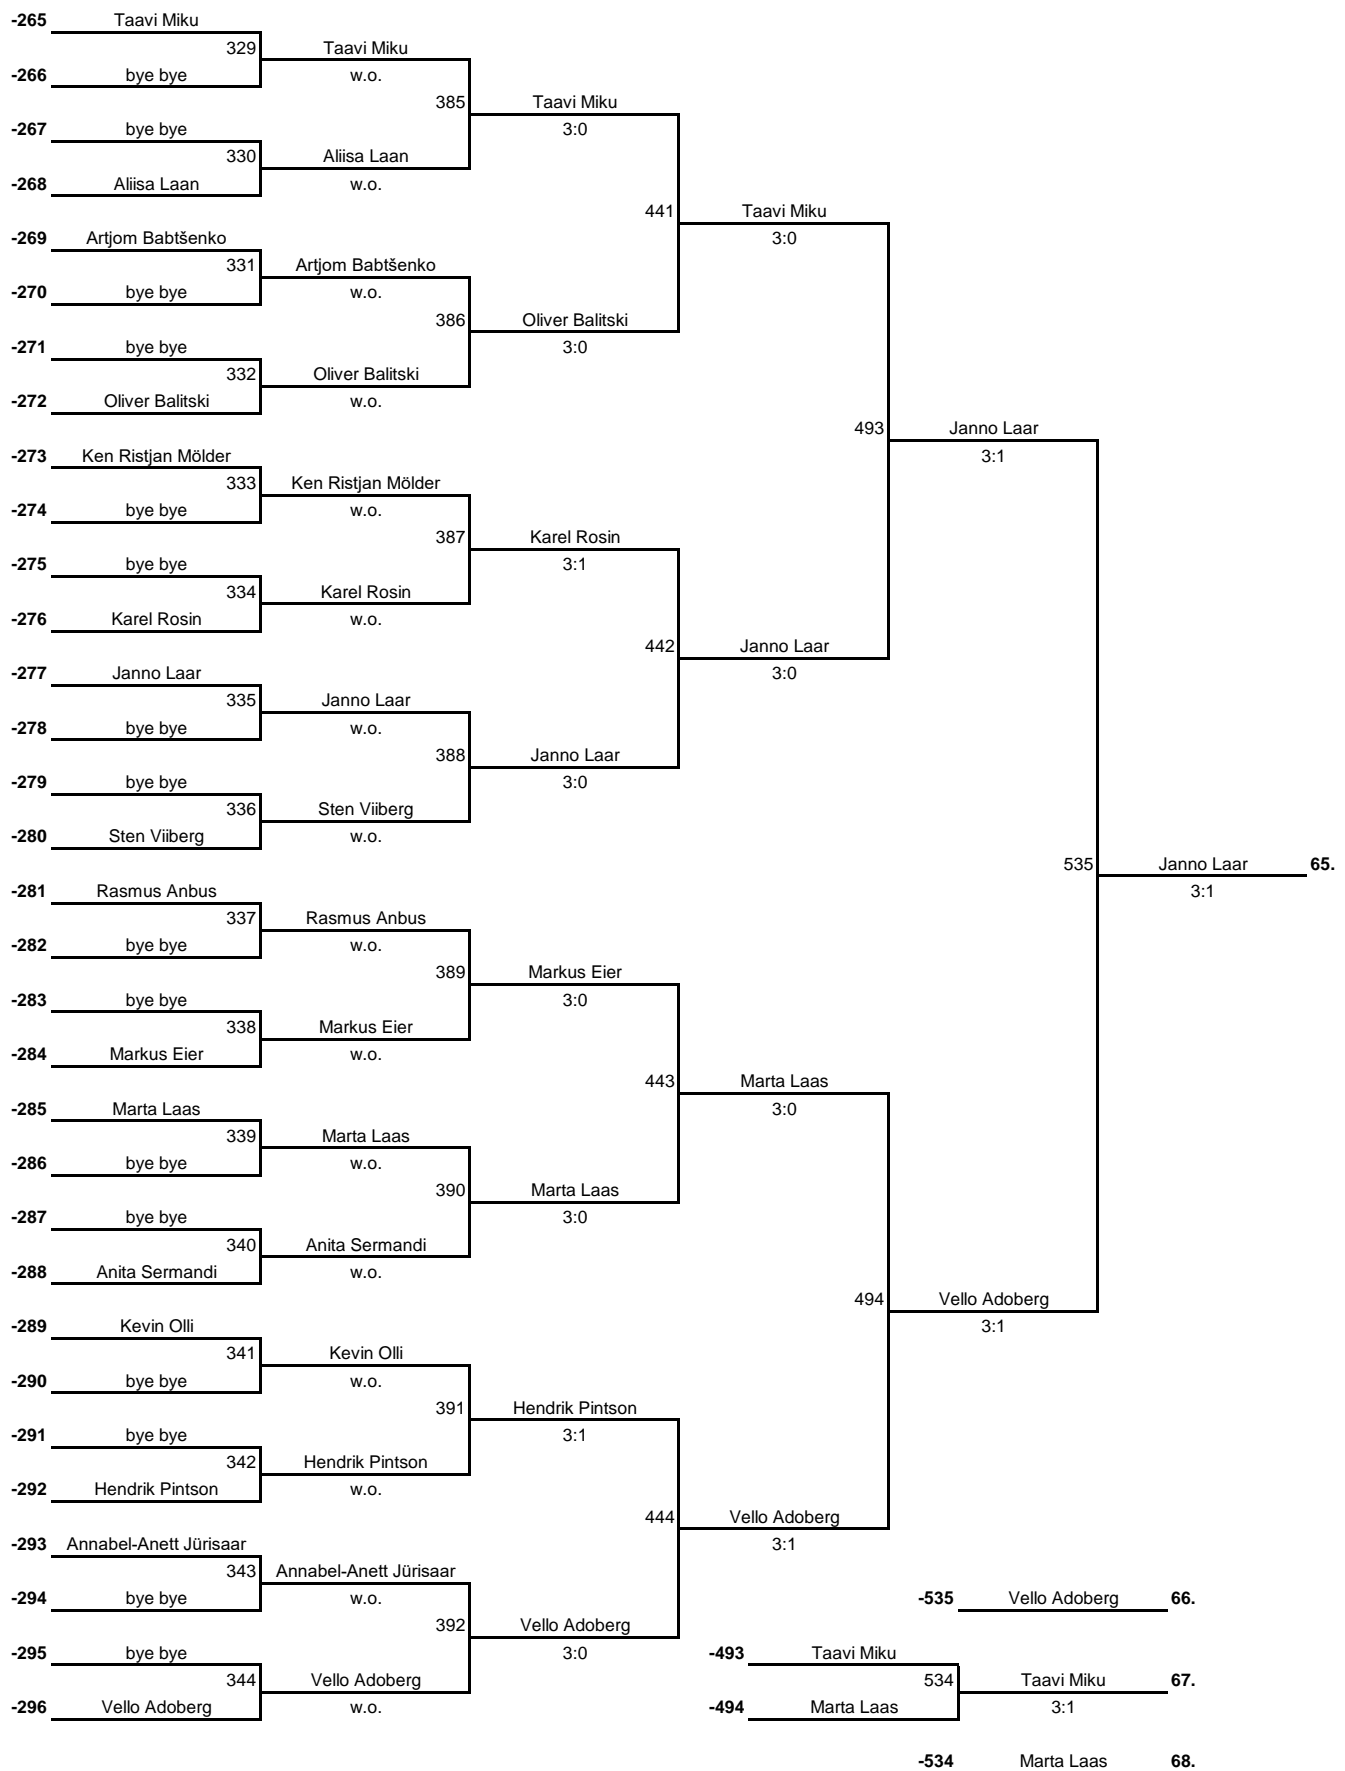 -265 Taavi Miku
329 Taavi Miku
-266 bye bye w.o.
385 Taavi Miku
-267 bye bye 3:0
330 Aliisa Laan
-268 Aliisa Laan w.o.
441 Taavi Miku
-269 Artjom Babtšenko 3:0
331 Artjom Babtšenko
-270 bye bye w.o.
386 Oliver Balitski
-271 bye bye 3:0
332 Oliver Balitski
-272 Oliver Balitski w.o.
493 Janno Laar
-273 Ken Ristjan Mölder 3:1
333 Ken Ristjan Mölder
-274 bye bye w.o.
387 Karel Rosin
-275 bye bye 3:1
334 Karel Rosin
-276 Karel Rosin w.o.
442 Janno Laar
-277 Janno Laar 3:0
335 Janno Laar
-278 bye bye w.o.
388 Janno Laar
-279 bye bye 3:0
336 Sten Viiberg
-280 Sten Viiberg w.o.
535 Janno Laar 65.
-281 Rasmus Anbus 3:1
337 Rasmus Anbus
-282 bye bye w.o.
389 Markus Eier
-283 bye bye 3:0
338 Markus Eier
-284 Markus Eier w.o.
443 Marta Laas
-285 Marta Laas 3:0
339 Marta Laas
-286 bye bye w.o.
390 Marta Laas
-287 bye bye 3:0
340 Anita Sermandi
-288 Anita Sermandi w.o.
494 Vello Adoberg
-289 Kevin Olli 3:1
341 Kevin Olli
-290 bye bye w.o.
391 Hendrik Pintson
-291 bye bye 3:1
342 Hendrik Pintson
-292 Hendrik Pintson w.o.
444 Vello Adoberg
-293 Annabel-Anett Jürisaar 3:1
343 Annabel-Anett Jürisaar
-294 bye bye w.o. -535 Vello Adoberg 66.
392 Vello Adoberg
-295 bye bye 3:0 -493 Taavi Miku
344 Vello Adoberg 534 Taavi Miku 67.
-296 Vello Adoberg w.o. -494 Marta Laas 3:1
-534 Marta Laas 68.